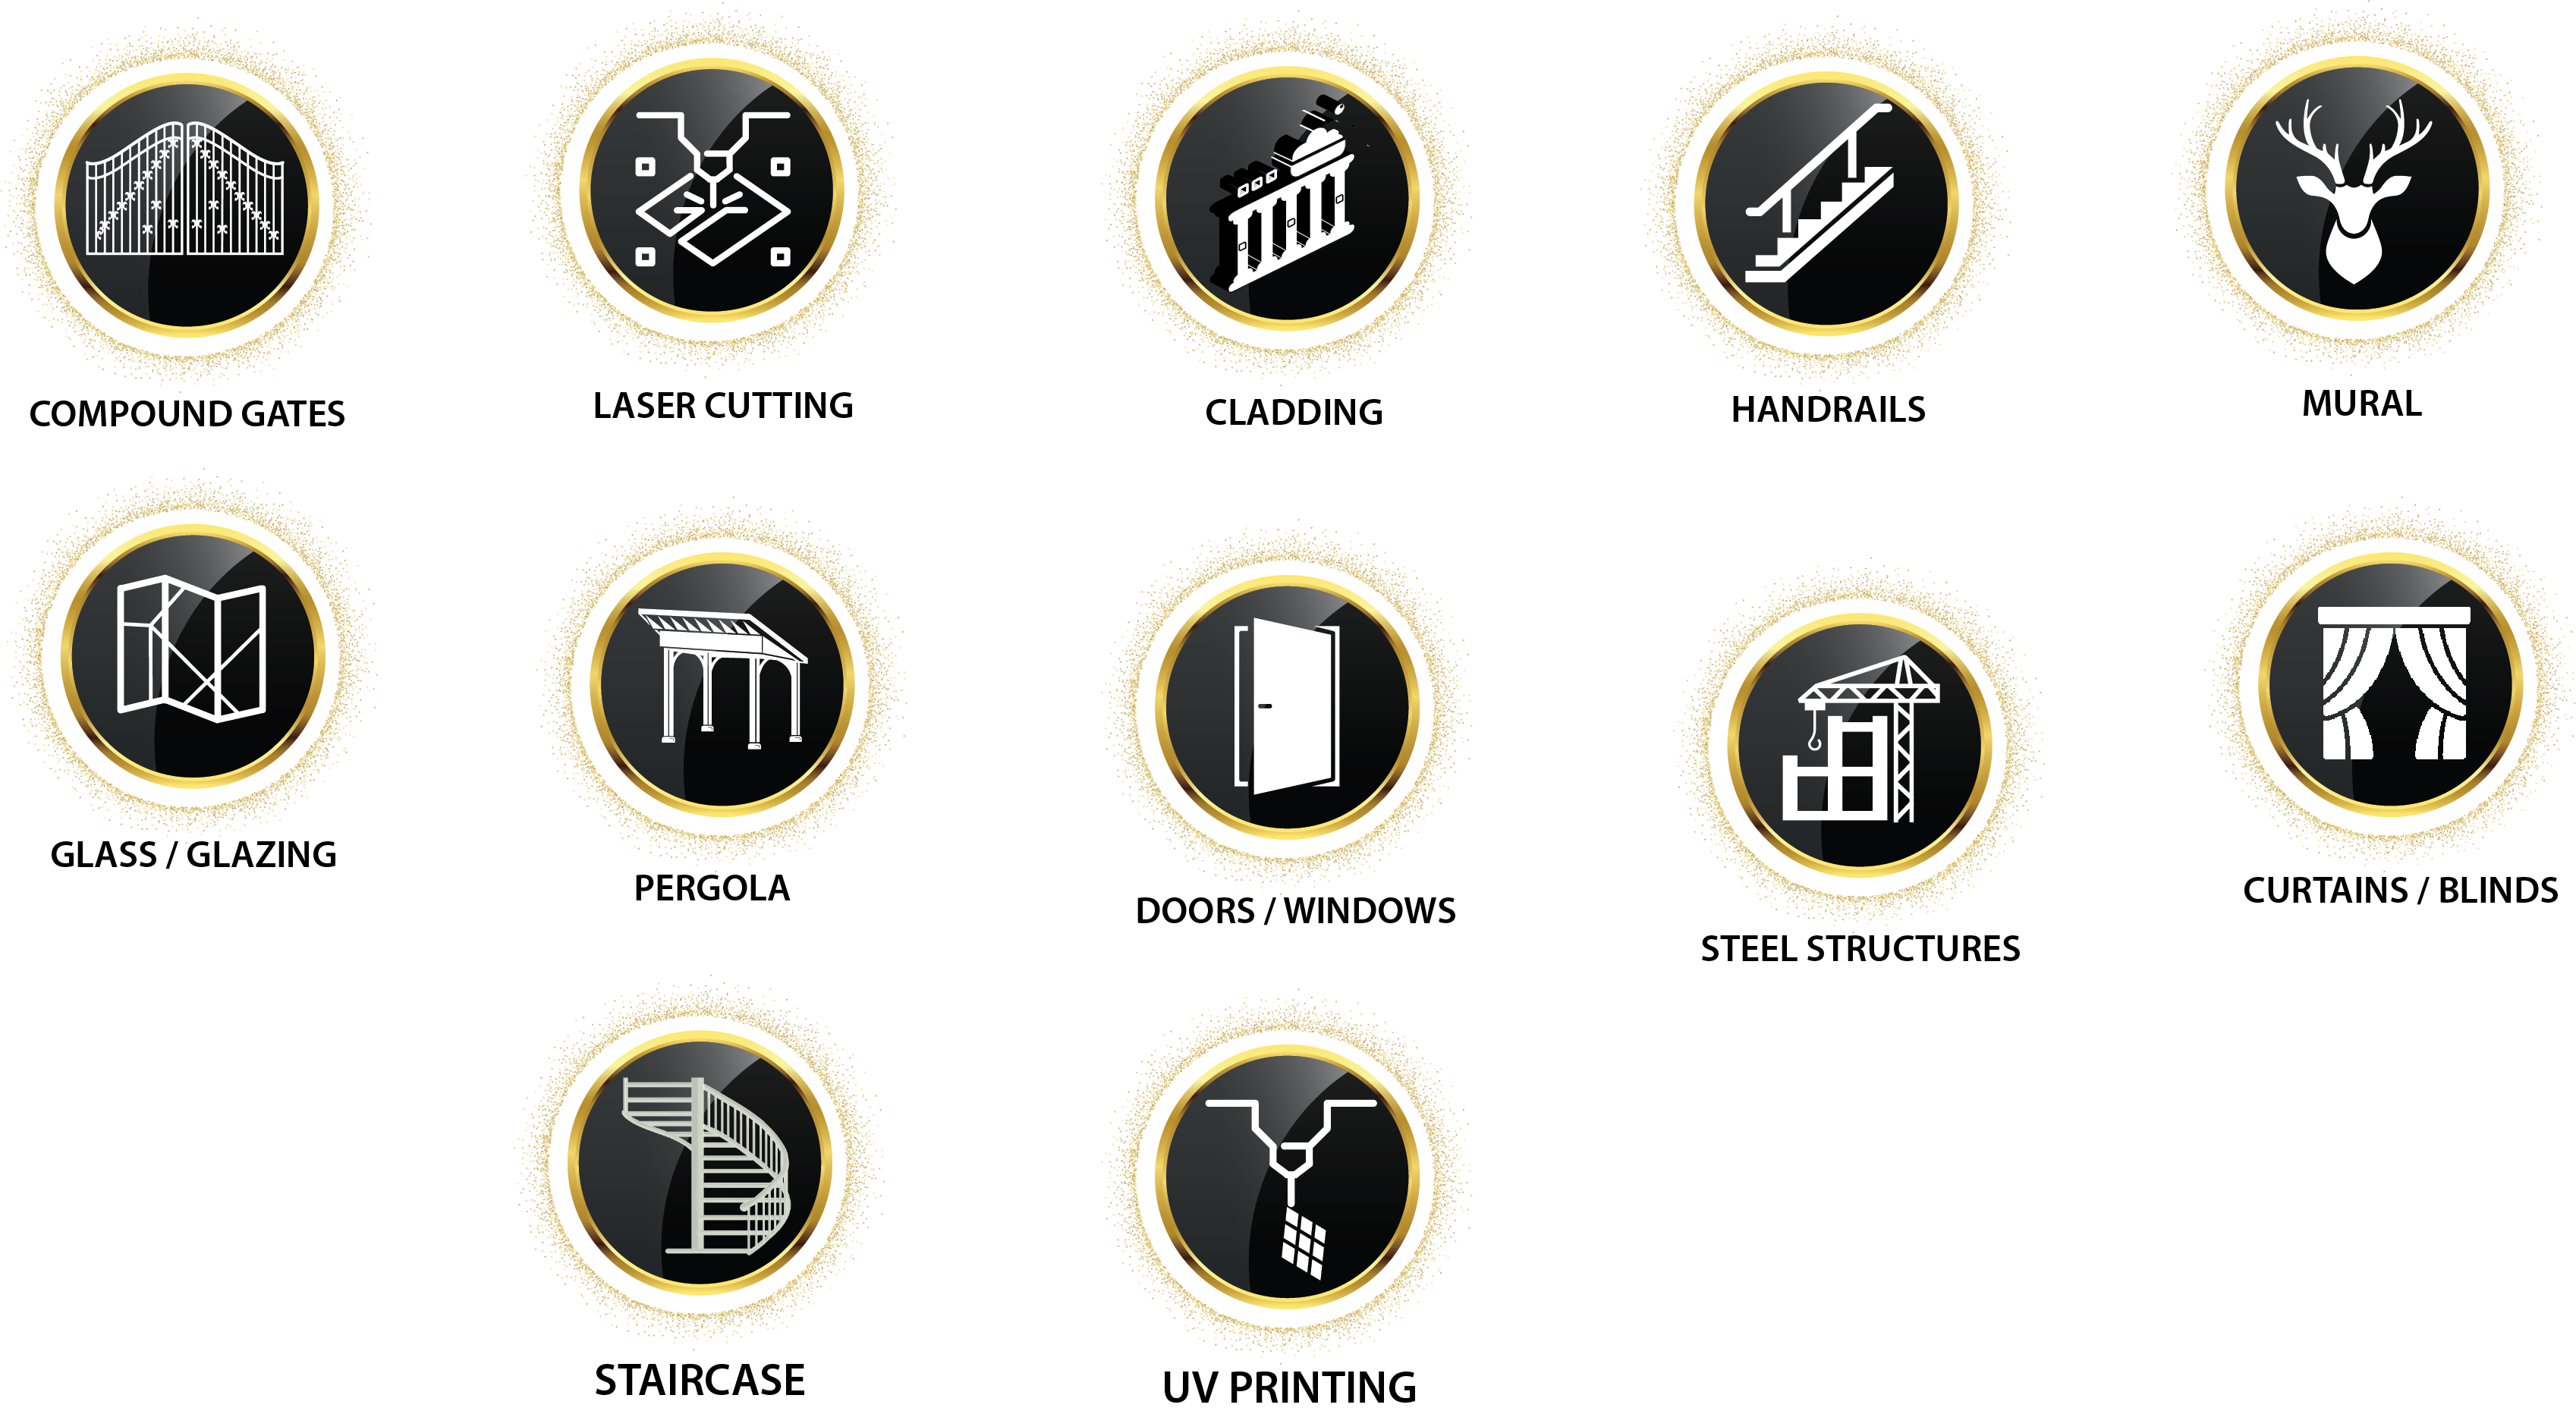 COMPOUND GATES
LASER CUTTING
CLADDING
HANDRAILS
MURAL
GLASS / GLAZING
PERGOLA
DOORS / WINDOWS
STEEL STRUCTURES
CURTAINS / BLINDS
STAIRCASE
UV PRINTING